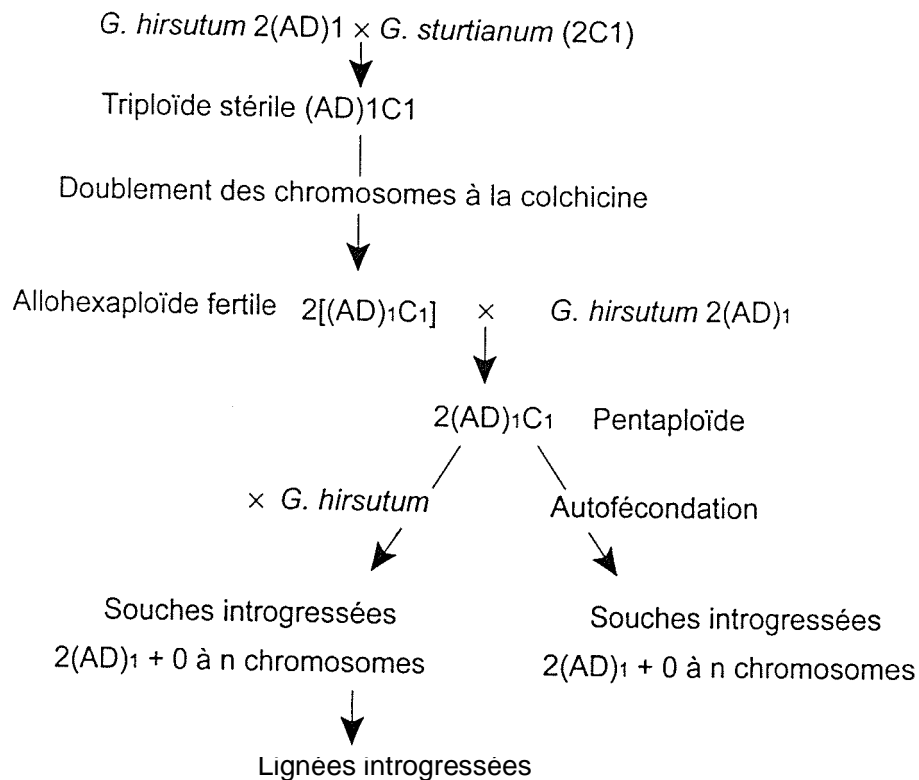 G. hirsutum 2(AD)1 × G. sturtianum (2C1)
Triploïde stérile (AD)1C1
Doublement des chromosomes à la colchicine
Allohexaploïde fertile 2[(AD)1C1] × G. hirsutum 2(AD)1
2(AD)1C1 Pentaploïde
× G. hirsutum Autofécondation
Souches introgressées Souches introgressées
2(AD)1 + 0 à n chromosomes 2(AD)1 + 0 à n chromosomes
Lignées introgressées